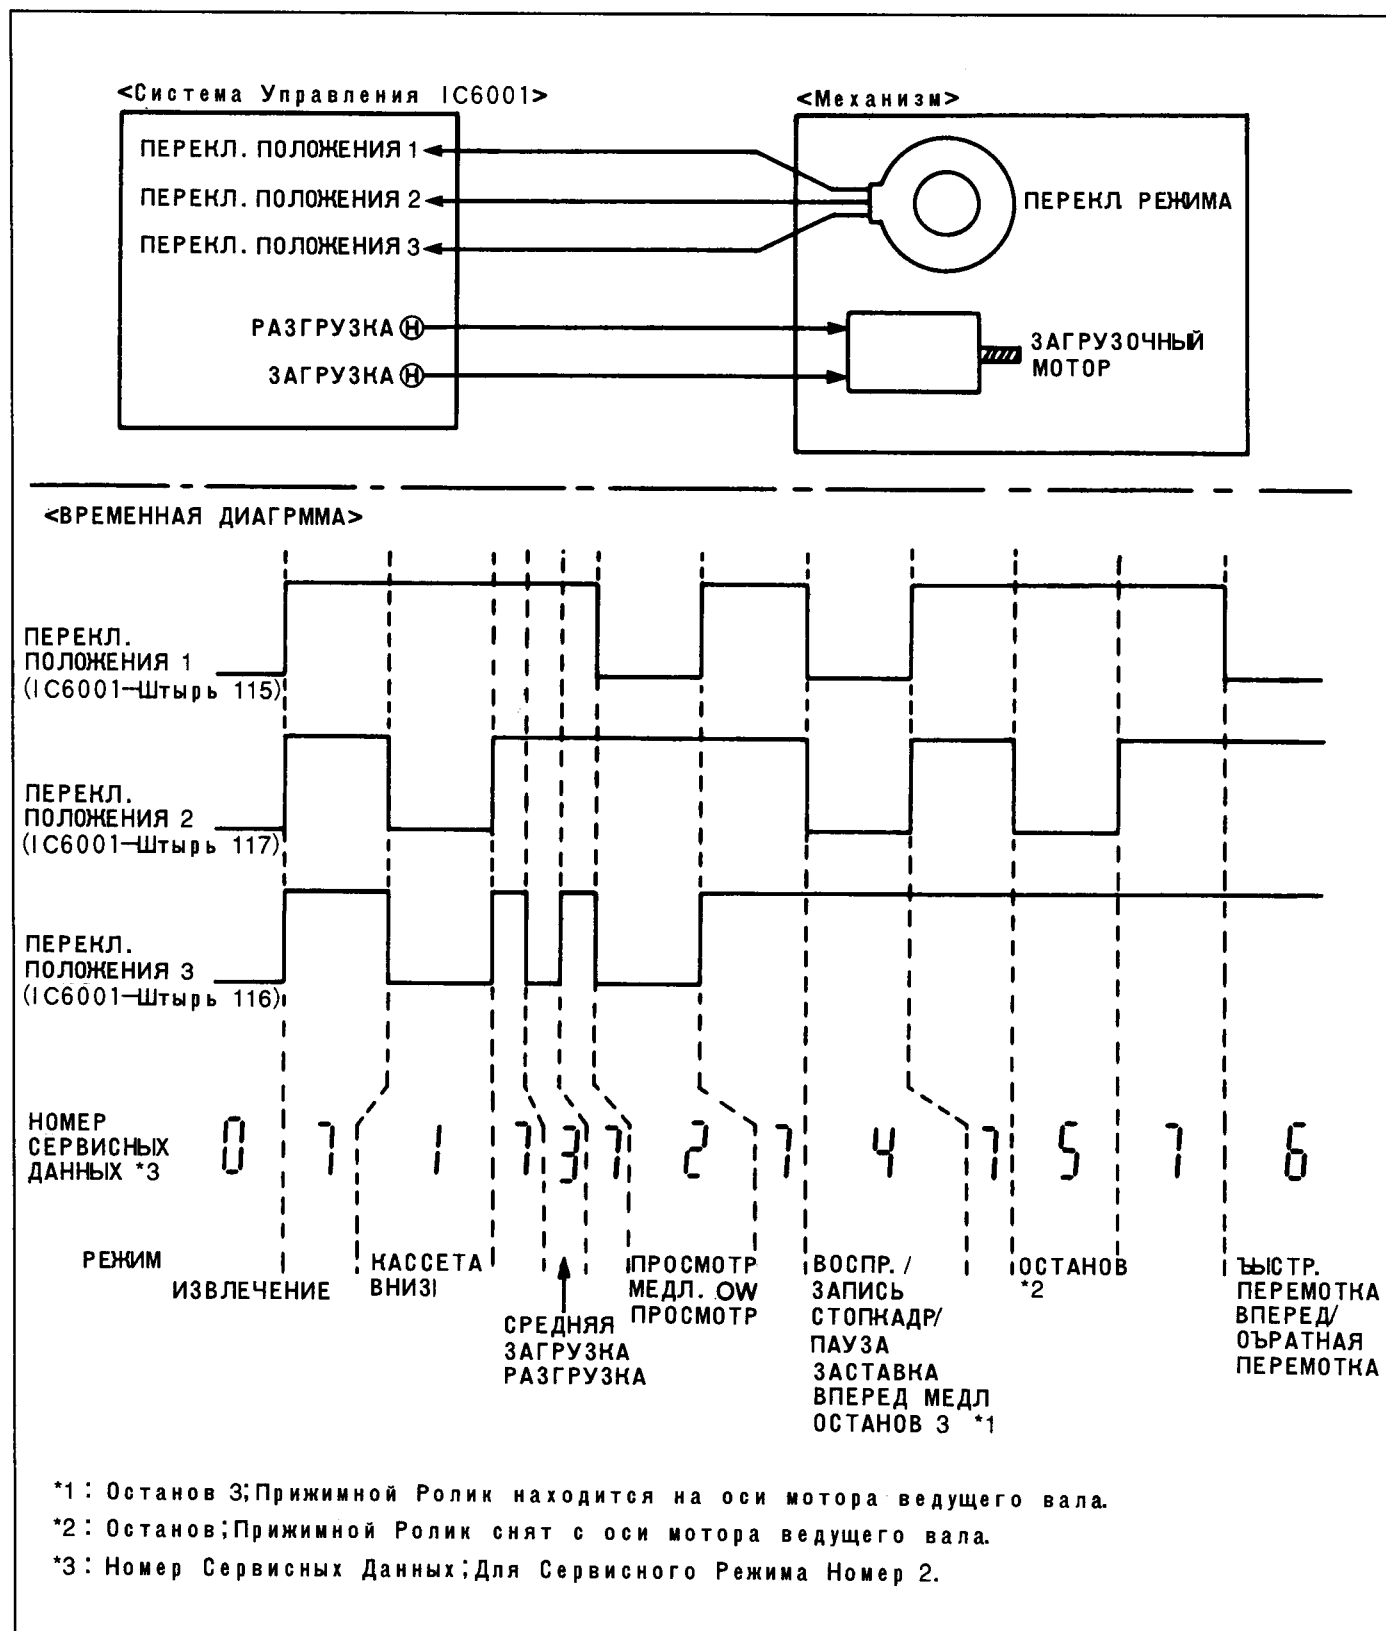 <Система Управления IC6001>
<Механизм>
ПЕРЕКЛ. ПОЛОЖЕНИЯ 1
ПЕРЕКЛ. ПОЛОЖЕНИЯ 2
ПЕРЕКЛ. ПОЛОЖЕНИЯ 3
ПЕРЕКЛ. РЕЖИМА
РАЗГРУЗКА Ⓗ
ЗАГРУЗКА Ⓗ
ЗАГРУЗОЧНЫЙ
МОТОР
<ВРЕМЕННАЯ ДИАГРММА>
ПЕРЕКЛ.
ПОЛОЖЕНИЯ 1
(IC6001—Штырь 115)
ПЕРЕКЛ.
ПОЛОЖЕНИЯ 2
(IC6001—Штырь 117)
ПЕРЕКЛ.
ПОЛОЖЕНИЯ 3
(IC6001—Штырь 116)
НОМЕР
СЕРВИСНЫХ
ДАННЫХ *3
0 7 1 7 3 7 2 7 4 7 5 7 6
РЕЖИМ
ИЗВЛЕЧЕНИЕ
КАССЕТА
ВНИЗ
СРЕДНЯЯ
ЗАГРУЗКА
РАЗГРУЗКА
ПРОСМОТР
МЕДЛ. OW
ПРОСМОТР
ВОСПР. /
ЗАПИСЬ
СТОПКАДР/
ПАУЗА
ЗАСТАВКА
ВПЕРЕД МЕДЛ
ОСТАНОВ 3 *1
ОСТАНОВ
*2
ЪЫСТР.
ПЕРЕМОТКА
ВПЕРЕД/
ОЪРАТНАЯ
ПЕРЕМОТКА
*1 : Останов 3; Прижимной Ролик находится на оси мотора ведущего вала.
*2 : Останов; Прижимной Ролик снят с оси мотора ведущего вала.
*3 : Номер Сервисных Данных; Для Сервисного Режима Номер 2.